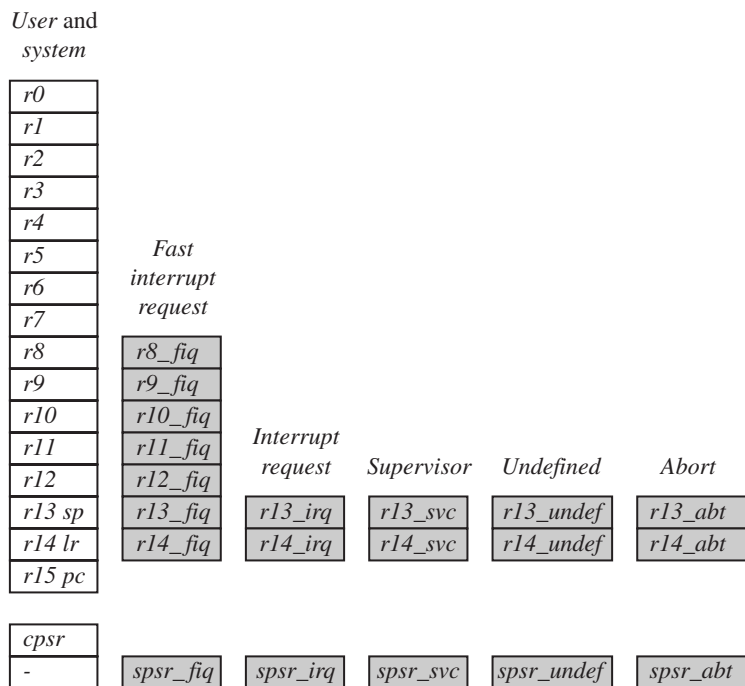 User and
system
r0
r1
r2
r3
r4
r5
r6
r7
r8
r9
r10
r11
r12
r13 sp
r14 lr
r15 pc
cpsr
-
Fast
interrupt
request
r8_fiq
r9_fiq
r10_fiq
r11_fiq
r12_fiq
r13_fiq
r14_fiq
spsr_fiq
Interrupt
request
r13_irq
r14_irq
spsr_irq
Supervisor
r13_svc
r14_svc
spsr_svc
Undefined
r13_undef
r14_undef
spsr_undef
Abort
r13_abt
r14_abt
spsr_abt